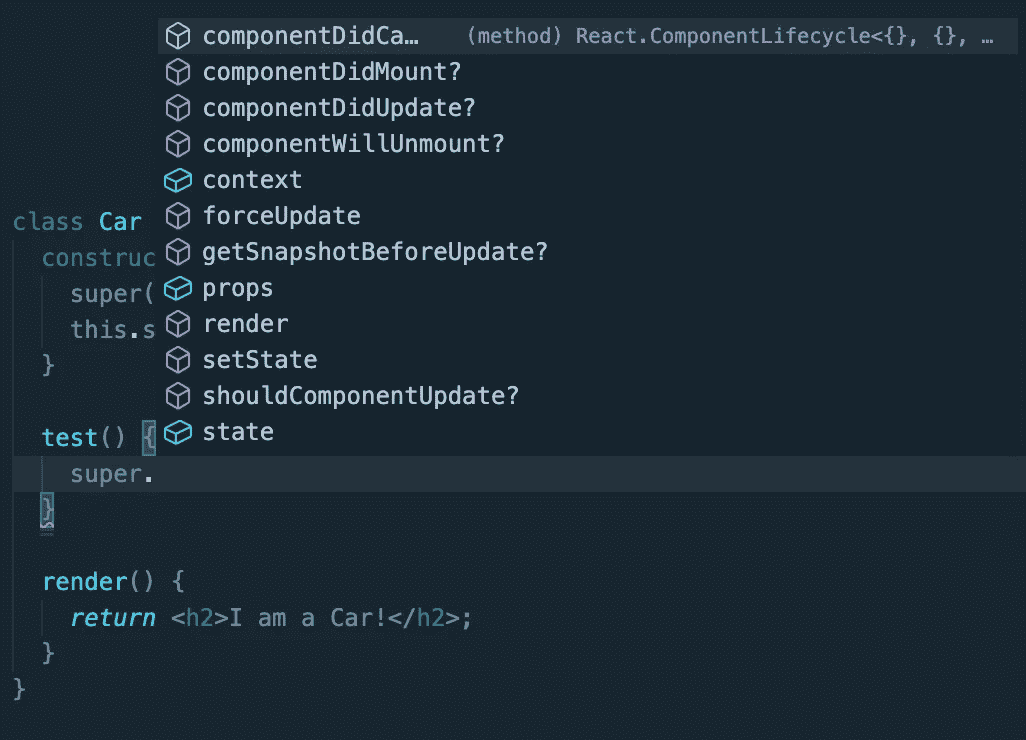 componentDidCa… (method) React.ComponentLifecycle<{}, {}, …
componentDidMount?
componentDidUpdate?
componentWillUnmount?
context
forceUpdate
getSnapshotBeforeUpdate?
props
render
setState
shouldComponentUpdate?
state
class Car
construc
super(
this.s
}
test() {
super.
}
render() {
return <h2>I am a Car!</h2>;
}
}